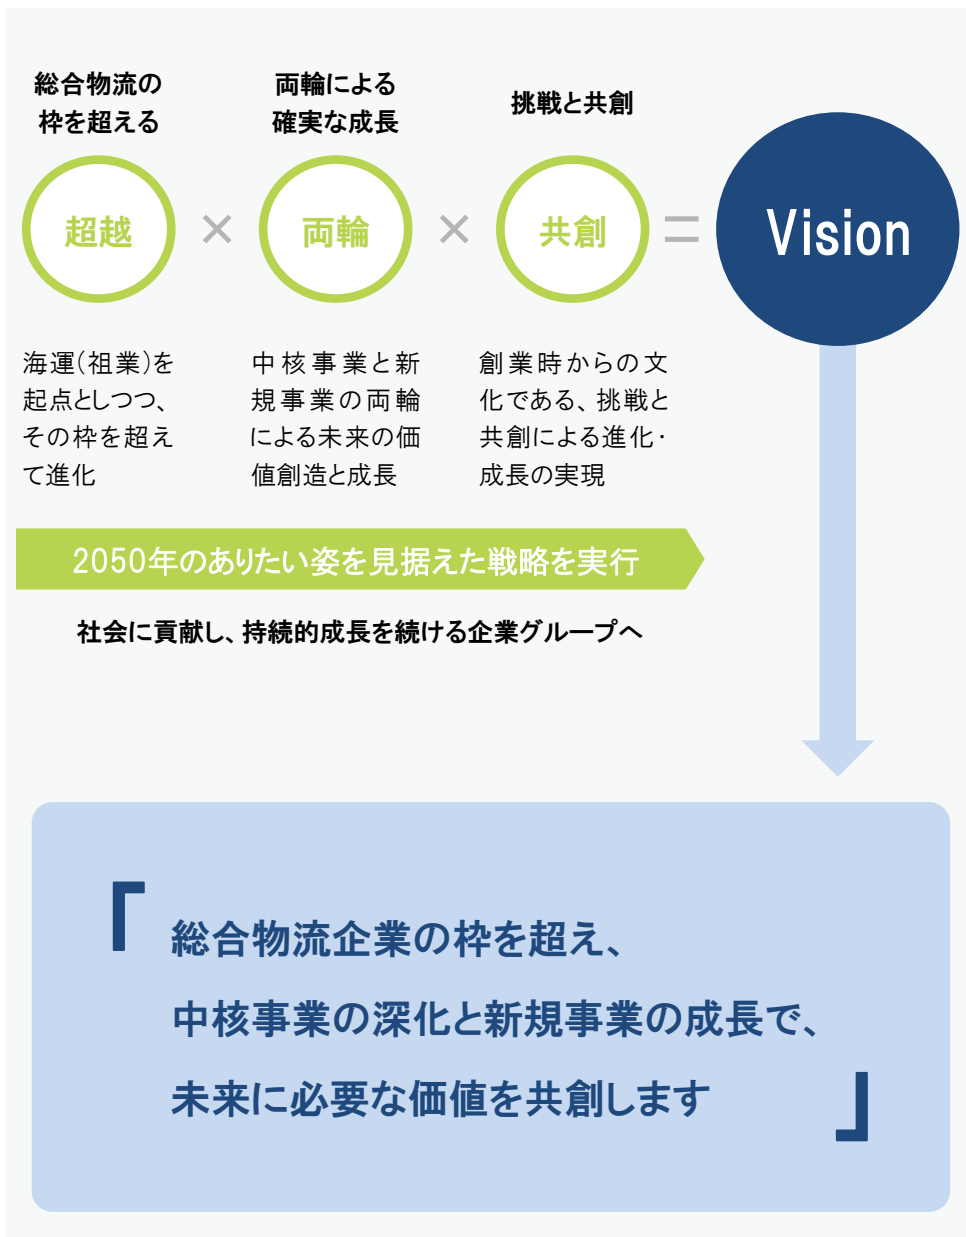 総合物流の
枠を超える
両輪による
確実な成長
挑戦と共創
超越
×
両輪
×
共創
=
Vision
海運(祖業)を
起点としつつ、
その枠を超え
て進化
中核事業と新
規事業の両輪
による未来の価
値創造と成長
創業時からの文
化である、挑戦と
共創による進化・
成長の実現
2050年のありたい姿を見据えた戦略を実行
社会に貢献し、持続的成長を続ける企業グループへ
「総合物流企業の枠を超え、
中核事業の深化と新規事業の成長で、
未来に必要な価値を共創します」